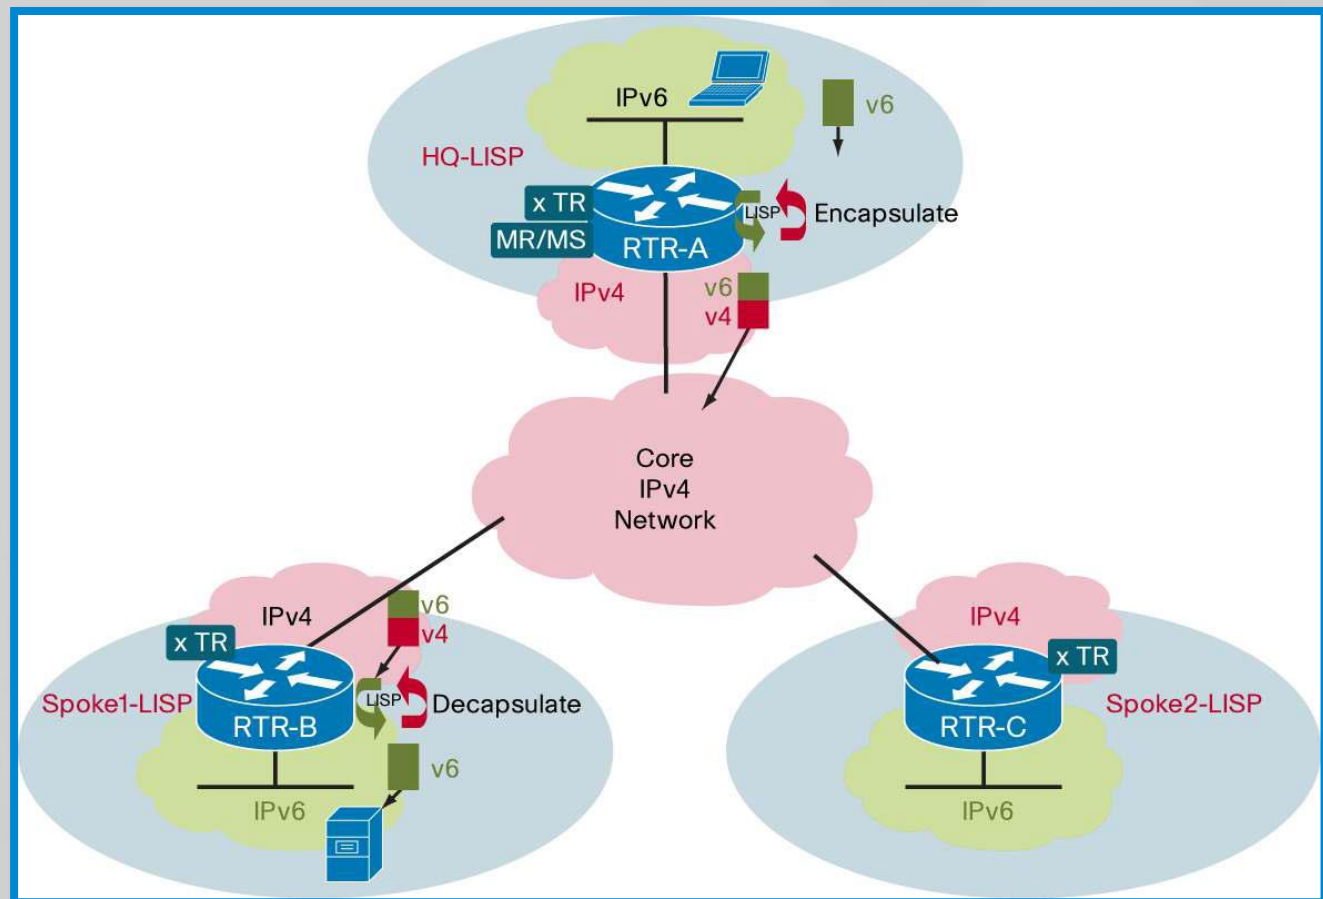 IPv6
v6
HQ-LISP
x TR
MR/MS
RTR-A
LISP
Encapsulate
IPv4
v6
v4
Core
IPv4
Network
IPv4
v6
v4
x TR
Spoke1-LISP
RTR-B
LISP
Decapsulate
v6
IPv6
IPv4
x TR
RTR-C
Spoke2-LISP
IPv6